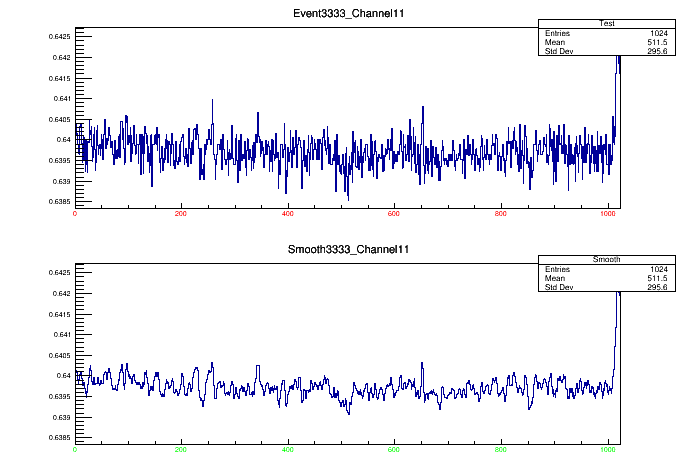 Event3333_Channel11
Test
Entries 1024
Mean 511.5
Std Dev 295.6
0.6425
0.642
0.6415
0.641
0.6405
0.64
0.6395
0.639
0.6385
0 200 400 600 800 1000
Smooth3333_Channel11
Smooth
Entries 1024
Mean 511.5
Std Dev 295.6
0.6425
0.642
0.6415
0.641
0.6405
0.64
0.6395
0.639
0.6385
0 200 400 600 800 1000